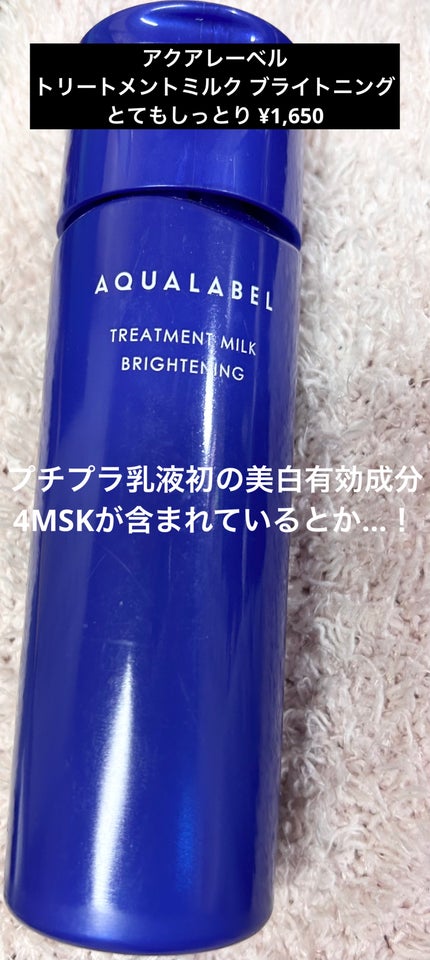 アクアレーベル
トリートメントミルク ブライトニング
とてもしっとり ¥1,650
AQUALABEL
TREATMENT MILK
BRIGHTENING
プチプラ乳液初の美白有効成分
4MSKが含まれているとか...！